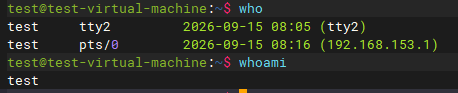 test@test-virtual-machine:~$ who
test     tty2         2026-09-15 08:05 (tty2)
test     pts/0        2026-09-15 08:16 (192.168.153.1)
test@test-virtual-machine:~$ whoami
test